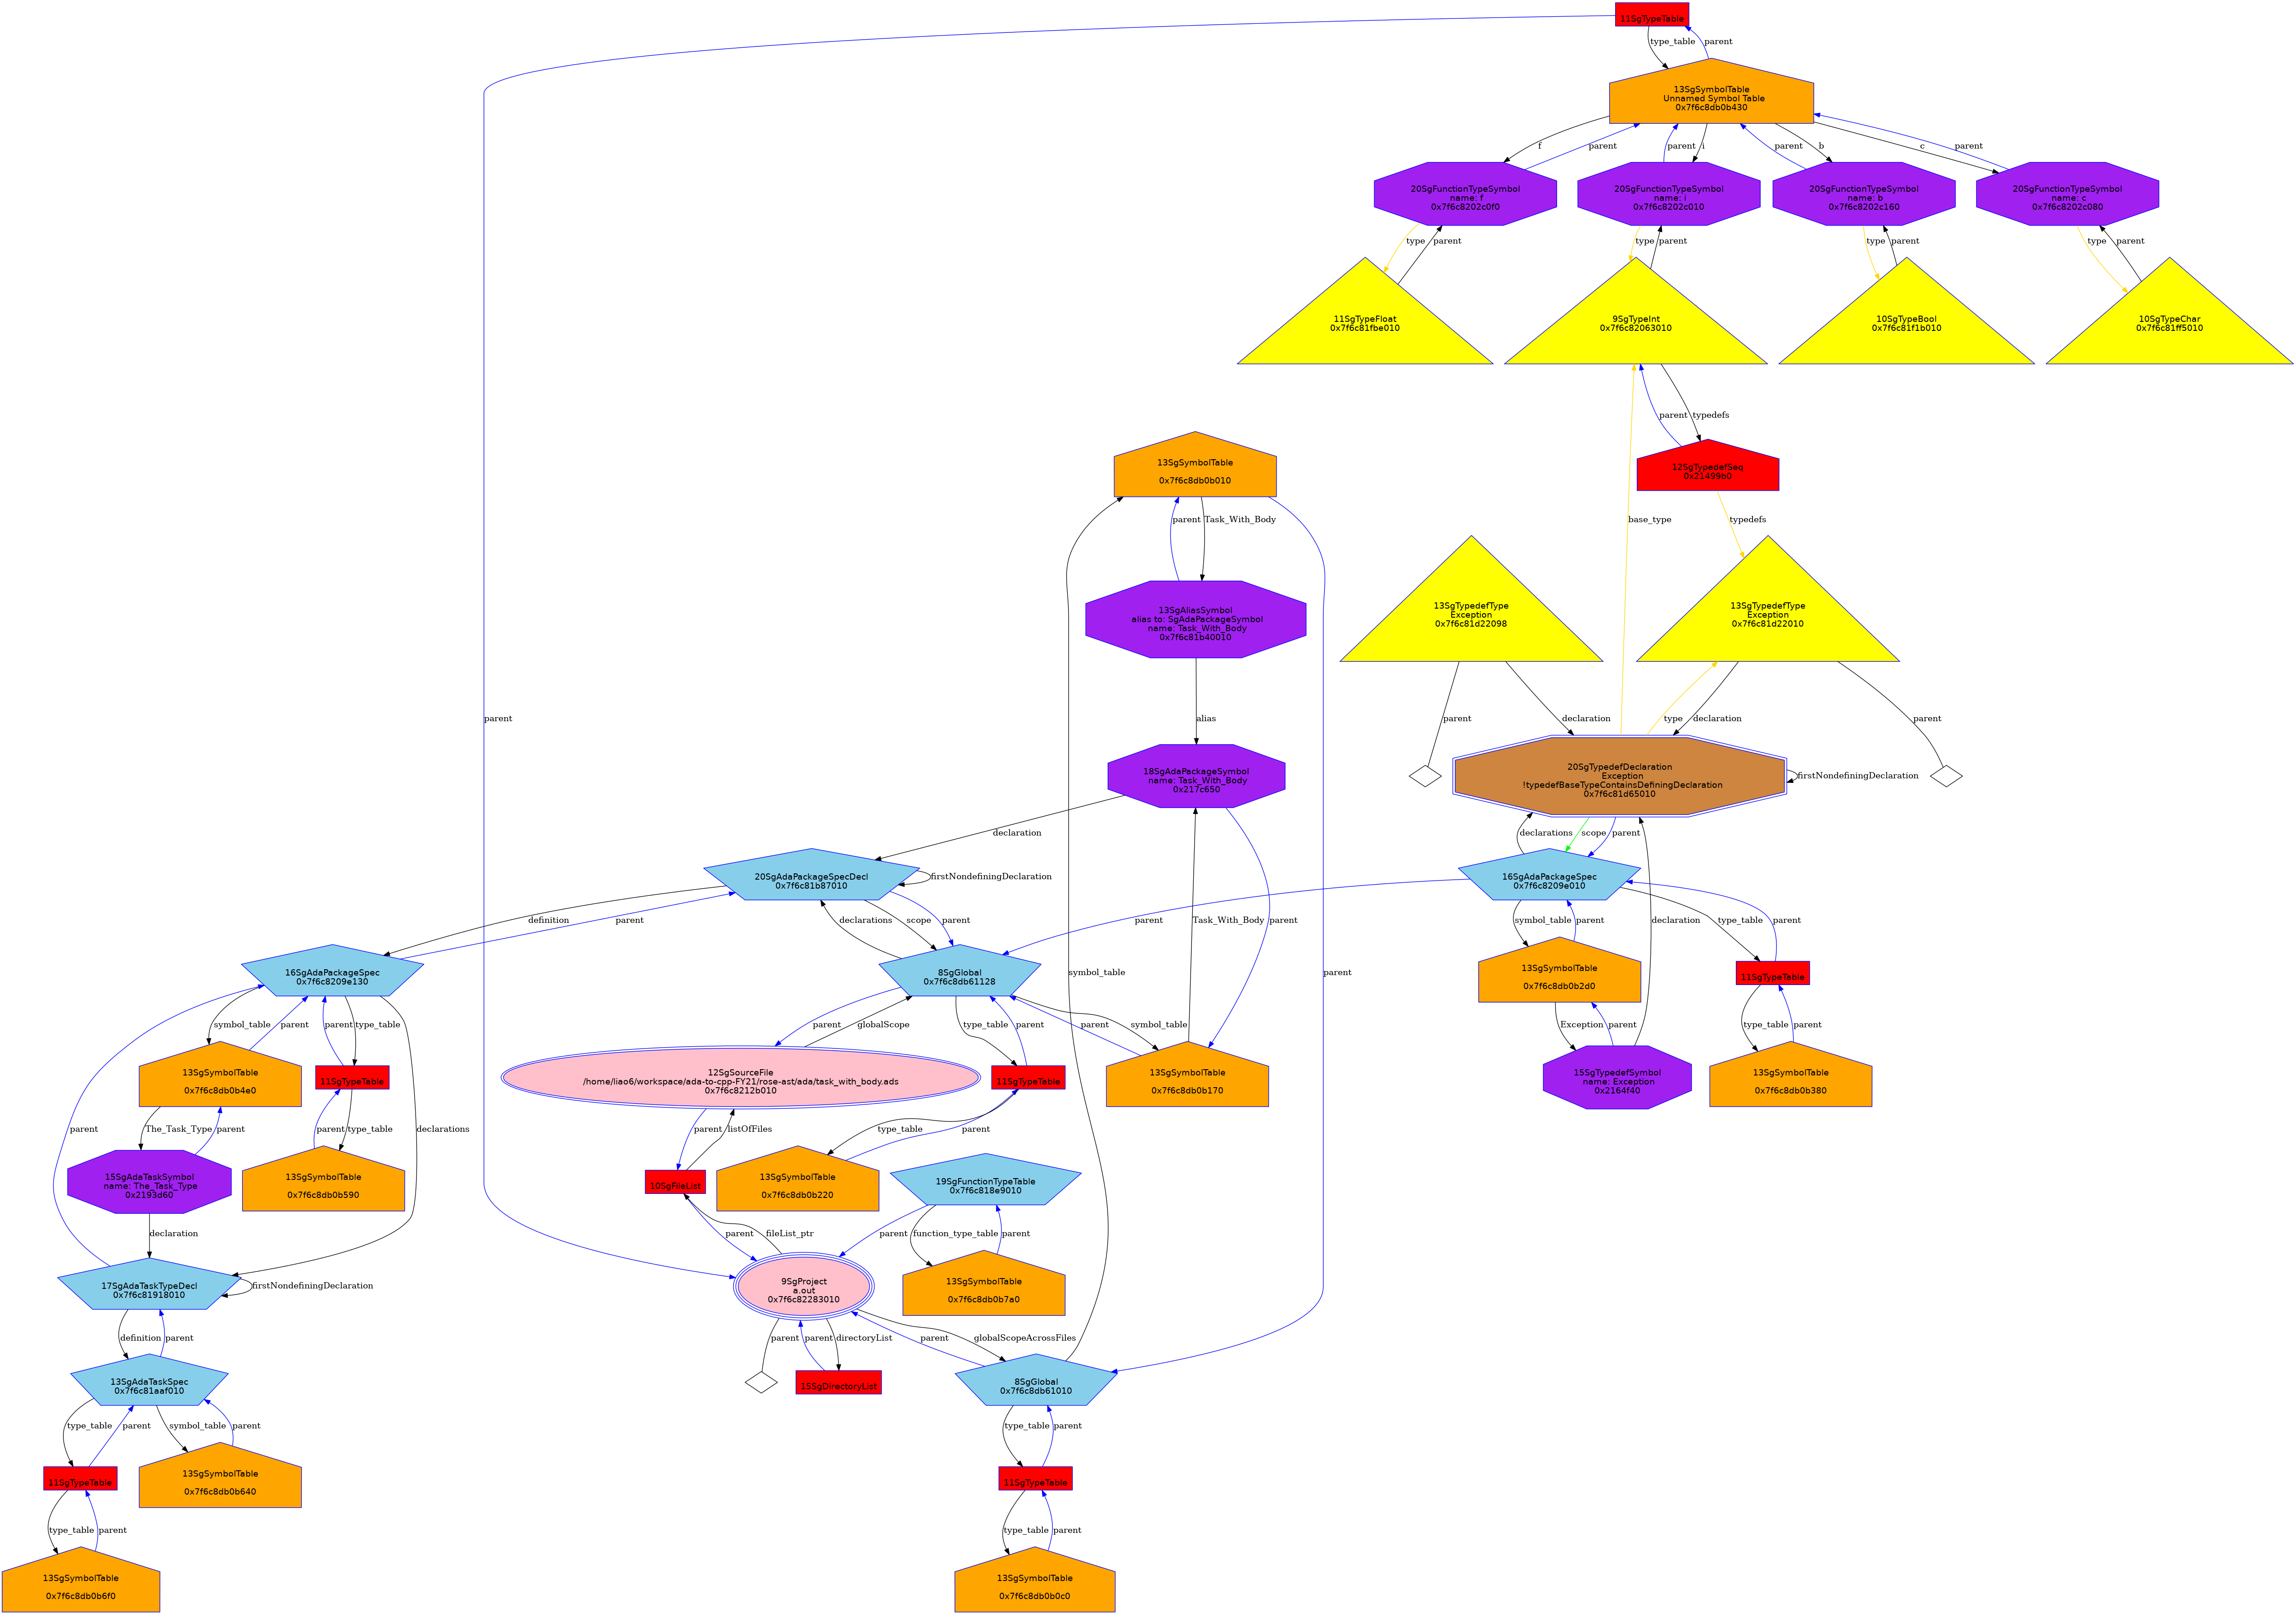 11SgTypeTable
type_table
parent
13SgSymbolTable
Unnamed Symbol Table
0x7f6c8db0b430
f
parent
parent
i
parent
b
c
parent
20SgFunctionTypeSymbol
name: f
0x7f6c8202c0f0
20SgFunctionTypeSymbol
name: i
0x7f6c8202c010
20SgFunctionTypeSymbol
name: b
0x7f6c8202c160
20SgFunctionTypeSymbol
name: c
0x7f6c8202c080
type
parent
type
parent
type
parent
type
parent
11SgTypeFloat
0x7f6c81fbe010
9SgTypeInt
0x7f6c82063010
10SgTypeBool
0x7f6c81f1b010
10SgTypeChar
0x7f6c81ff5010
parent
typedefs
13SgSymbolTable
0x7f6c8db0b010
12SgTypedefSeq
0x21499b0
parent
Task_With_Body
base_type
typedefs
13SgAliasSymbol
alias to: SgAdaPackageSymbol
name: Task_With_Body
0x7f6c81b40010
13SgTypedefType
Exception
0x7f6c81d22098
13SgTypedefType
Exception
0x7f6c81d22010
parent
alias
parent
declaration
type
declaration
parent
18SgAdaPackageSymbol
name: Task_With_Body
0x217c650
20SgTypedefDeclaration
Exception
!typedefBaseTypeContainsDefiningDeclaration
0x7f6c81d65010
firstNondefiningDeclaration
declaration
declarations
scope
parent
20SgAdaPackageSpecDecl
0x7f6c81b87010
firstNondefiningDeclaration
16SgAdaPackageSpec
0x7f6c8209e010
definition
parent
declarations
scope
parent
Task_With_Body
parent
parent
symbol_table
parent
declaration
type_table
parent
16SgAdaPackageSpec
0x7f6c8209e130
8SgGlobal
0x7f6c8db61128
symbol_table
parent
13SgSymbolTable
0x7f6c8db0b2d0
11SgTypeTable
symbol_table
parent
parent
type_table
parent
globalScope
type_table
parent
parent
symbol_table
Exception
parent
type_table
parent
13SgSymbolTable
0x7f6c8db0b4e0
11SgTypeTable
12SgSourceFile
/home/liao6/workspace/ada-to-cpp-FY21/rose-ast/ada/task_with_body.ads
0x7f6c8212b010
11SgTypeTable
13SgSymbolTable
0x7f6c8db0b170
15SgTypedefSymbol
name: Exception
0x2164f40
13SgSymbolTable
0x7f6c8db0b380
parent
The_Task_Type
parent
parent
type_table
declarations
parent
listOfFiles
type_table
parent
15SgAdaTaskSymbol
name: The_Task_Type
0x2193d60
13SgSymbolTable
0x7f6c8db0b590
10SgFileList
13SgSymbolTable
0x7f6c8db0b220
19SgFunctionTypeTable
0x7f6c818e9010
declaration
parent
fileList_ptr
parent
function_type_table
parent
17SgAdaTaskTypeDecl
0x7f6c81918010
firstNondefiningDeclaration
9SgProject
a.out
0x7f6c82283010
13SgSymbolTable
0x7f6c8db0b7a0
definition
parent
parent
parent
directoryList
parent
globalScopeAcrossFiles
13SgAdaTaskSpec
0x7f6c81aaf010
15SgDirectoryList
8SgGlobal
0x7f6c8db61010
type_table
parent
symbol_table
parent
type_table
parent
11SgTypeTable
13SgSymbolTable
0x7f6c8db0b640
11SgTypeTable
type_table
parent
type_table
parent
13SgSymbolTable
0x7f6c8db0b6f0
13SgSymbolTable
0x7f6c8db0b0c0